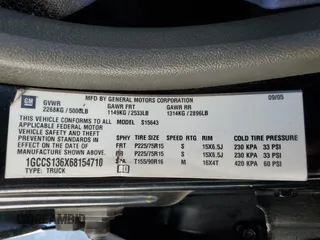 GM
MFD BY GENERAL MOTORS CORPORATION
09/05
GVWR GAWR FRT GAWR RR
2268KG / 5000LB 1149KG / 2533LB 1314KG / 2896LB
THIS VEHICLE CONFORMS TO ALL
APPLICABLE FEDERAL MOTOR
VEHICLE SAFETY, BUMPER, AND
THEFT PREVENTION STANDARDS
IN EFFECT ON THE DATE OF
MANUFACTURE SHOWN ABOVE.
1GCCS136X68154710
TYPE: TRUCK
MODEL: S15643
TIRE SIZE SPEED RTG RIM COLD TIRE PRESSURE
FRT P225/75R15 S 15X6.5J 230 KPA 33 PSI
RR P225/75R15 S 15X6.5J 230 KPA 33 PSI
SPA T155/90R16 M 16X4T 420 KPA 60 PSI